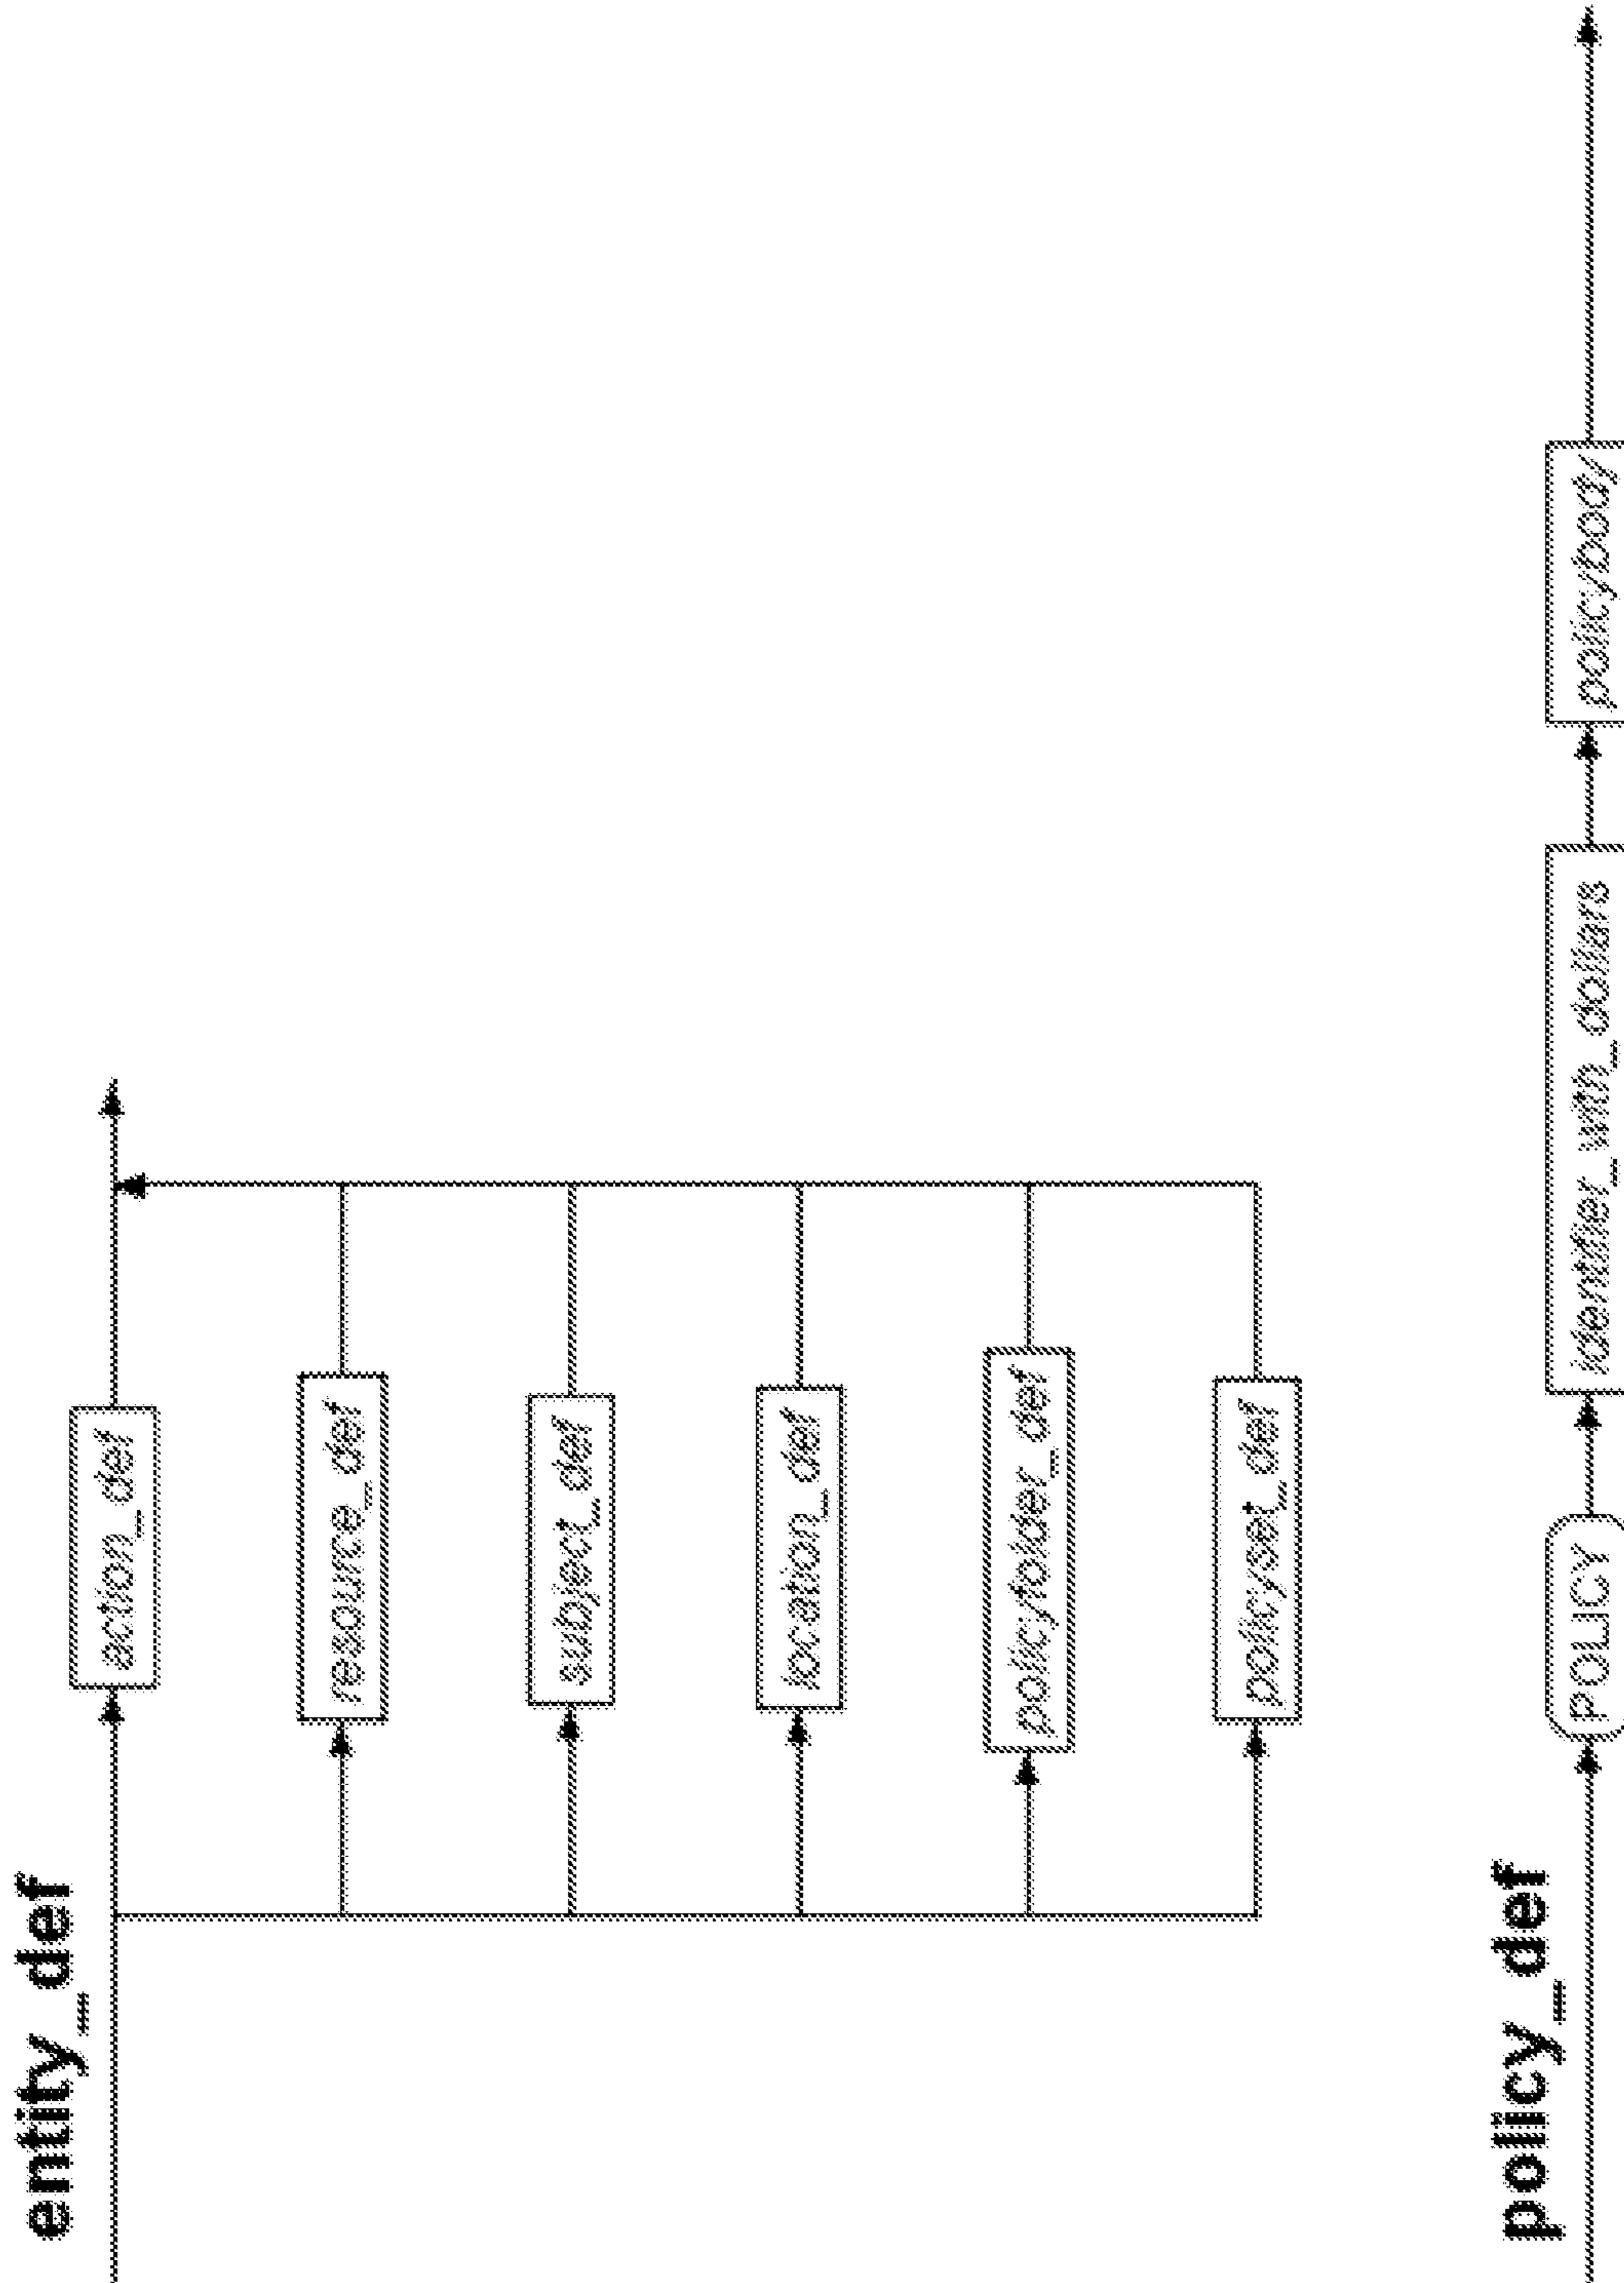 entity_def
action_def
resource_def
subject_def
location_def
policyfolder_def
policyset_def
policy_def
POLICY
identifier_with_dollars
policybody